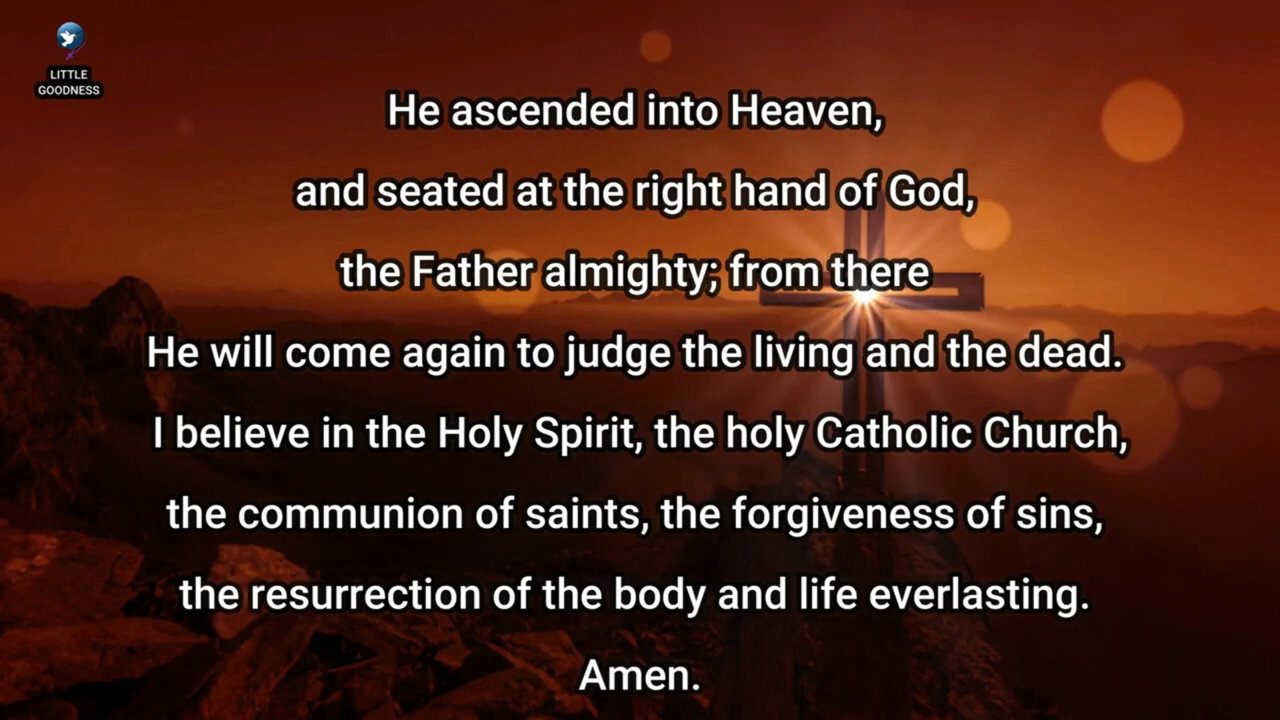 LITTLE
GOODNESS
He ascended into Heaven,
and seated at the right hand of God,
the Father almighty; from there
He will come again to judge the living and the dead.
I believe in the Holy Spirit, the holy Catholic Church,
the communion of saints, the forgiveness of sins,
the resurrection of the body and life everlasting.
Amen.